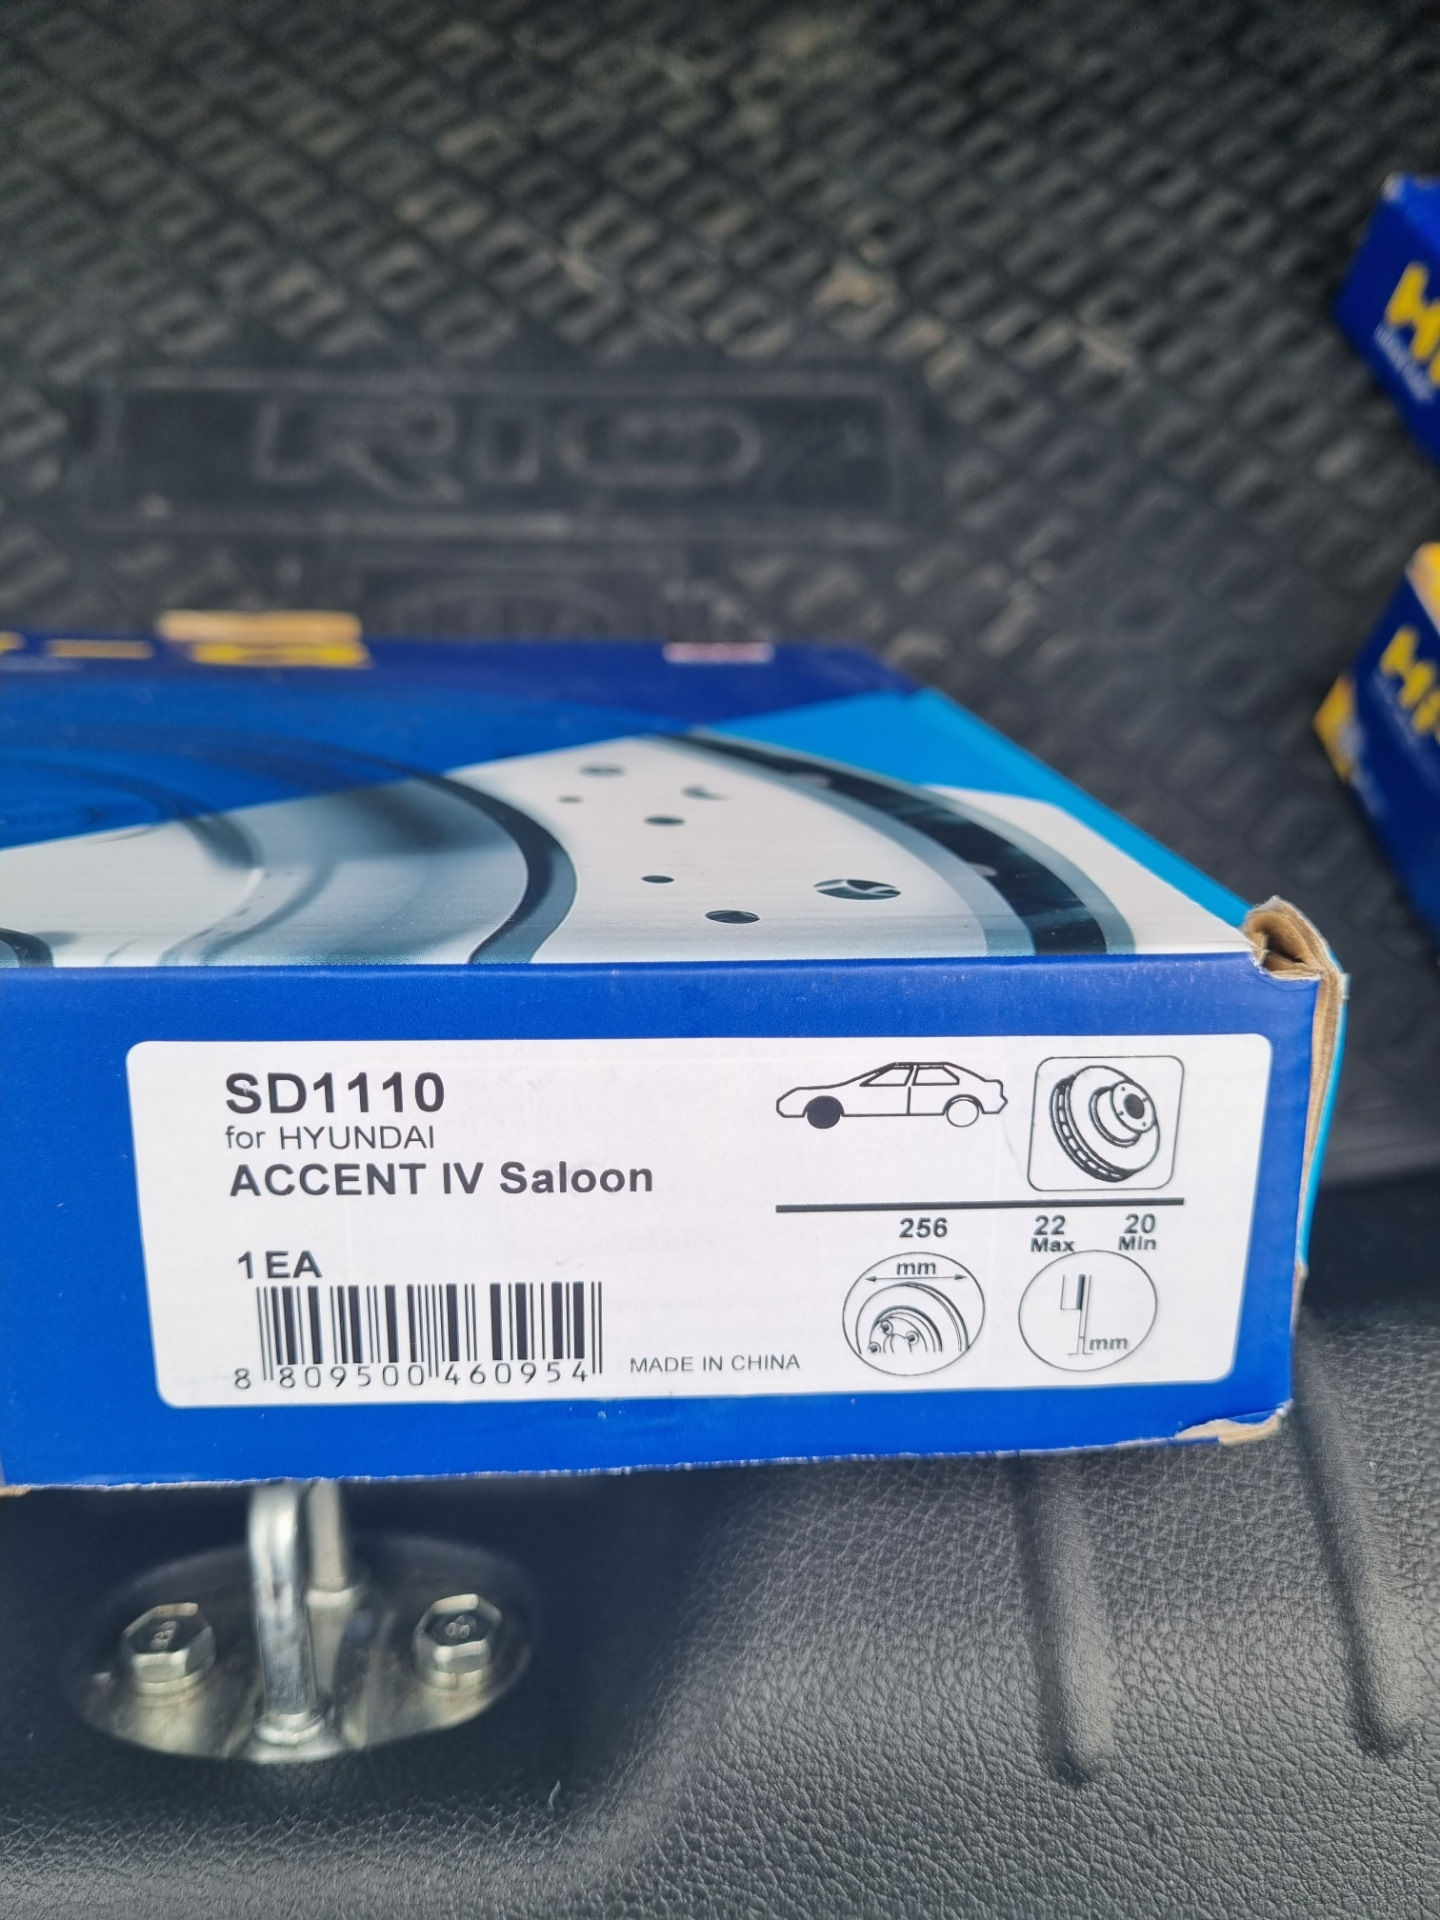 RIO
SD1110
for HYUNDAI
ACCENT IV Saloon
1EA
8 809500 460954
MADE IN CHINA
256
mm
22
Max
20
Min
mm